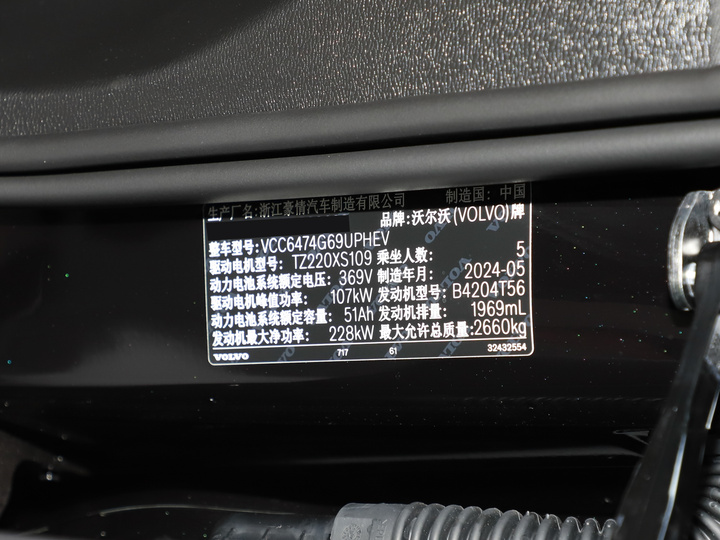 生产厂名:浙江豪情汽车制造有限公司 制造国: 中国
品牌:沃尔沃(VOLVO)牌
整车型号:VCC6474G69UPHEV
驱动电机型号: TZ220XS109 乘坐人数: 5
动力电池系统额定电压: 369V 制造年月: 2024-05
驱动电机峰值功率: 107kW 发动机型号: B4204T56
动力电池系统额定容量: 51Ah 发动机排量: 1969mL
发动机最大净功率: 228kW 最大允许总质量:2660kg
VOLVO 717 61 32432554